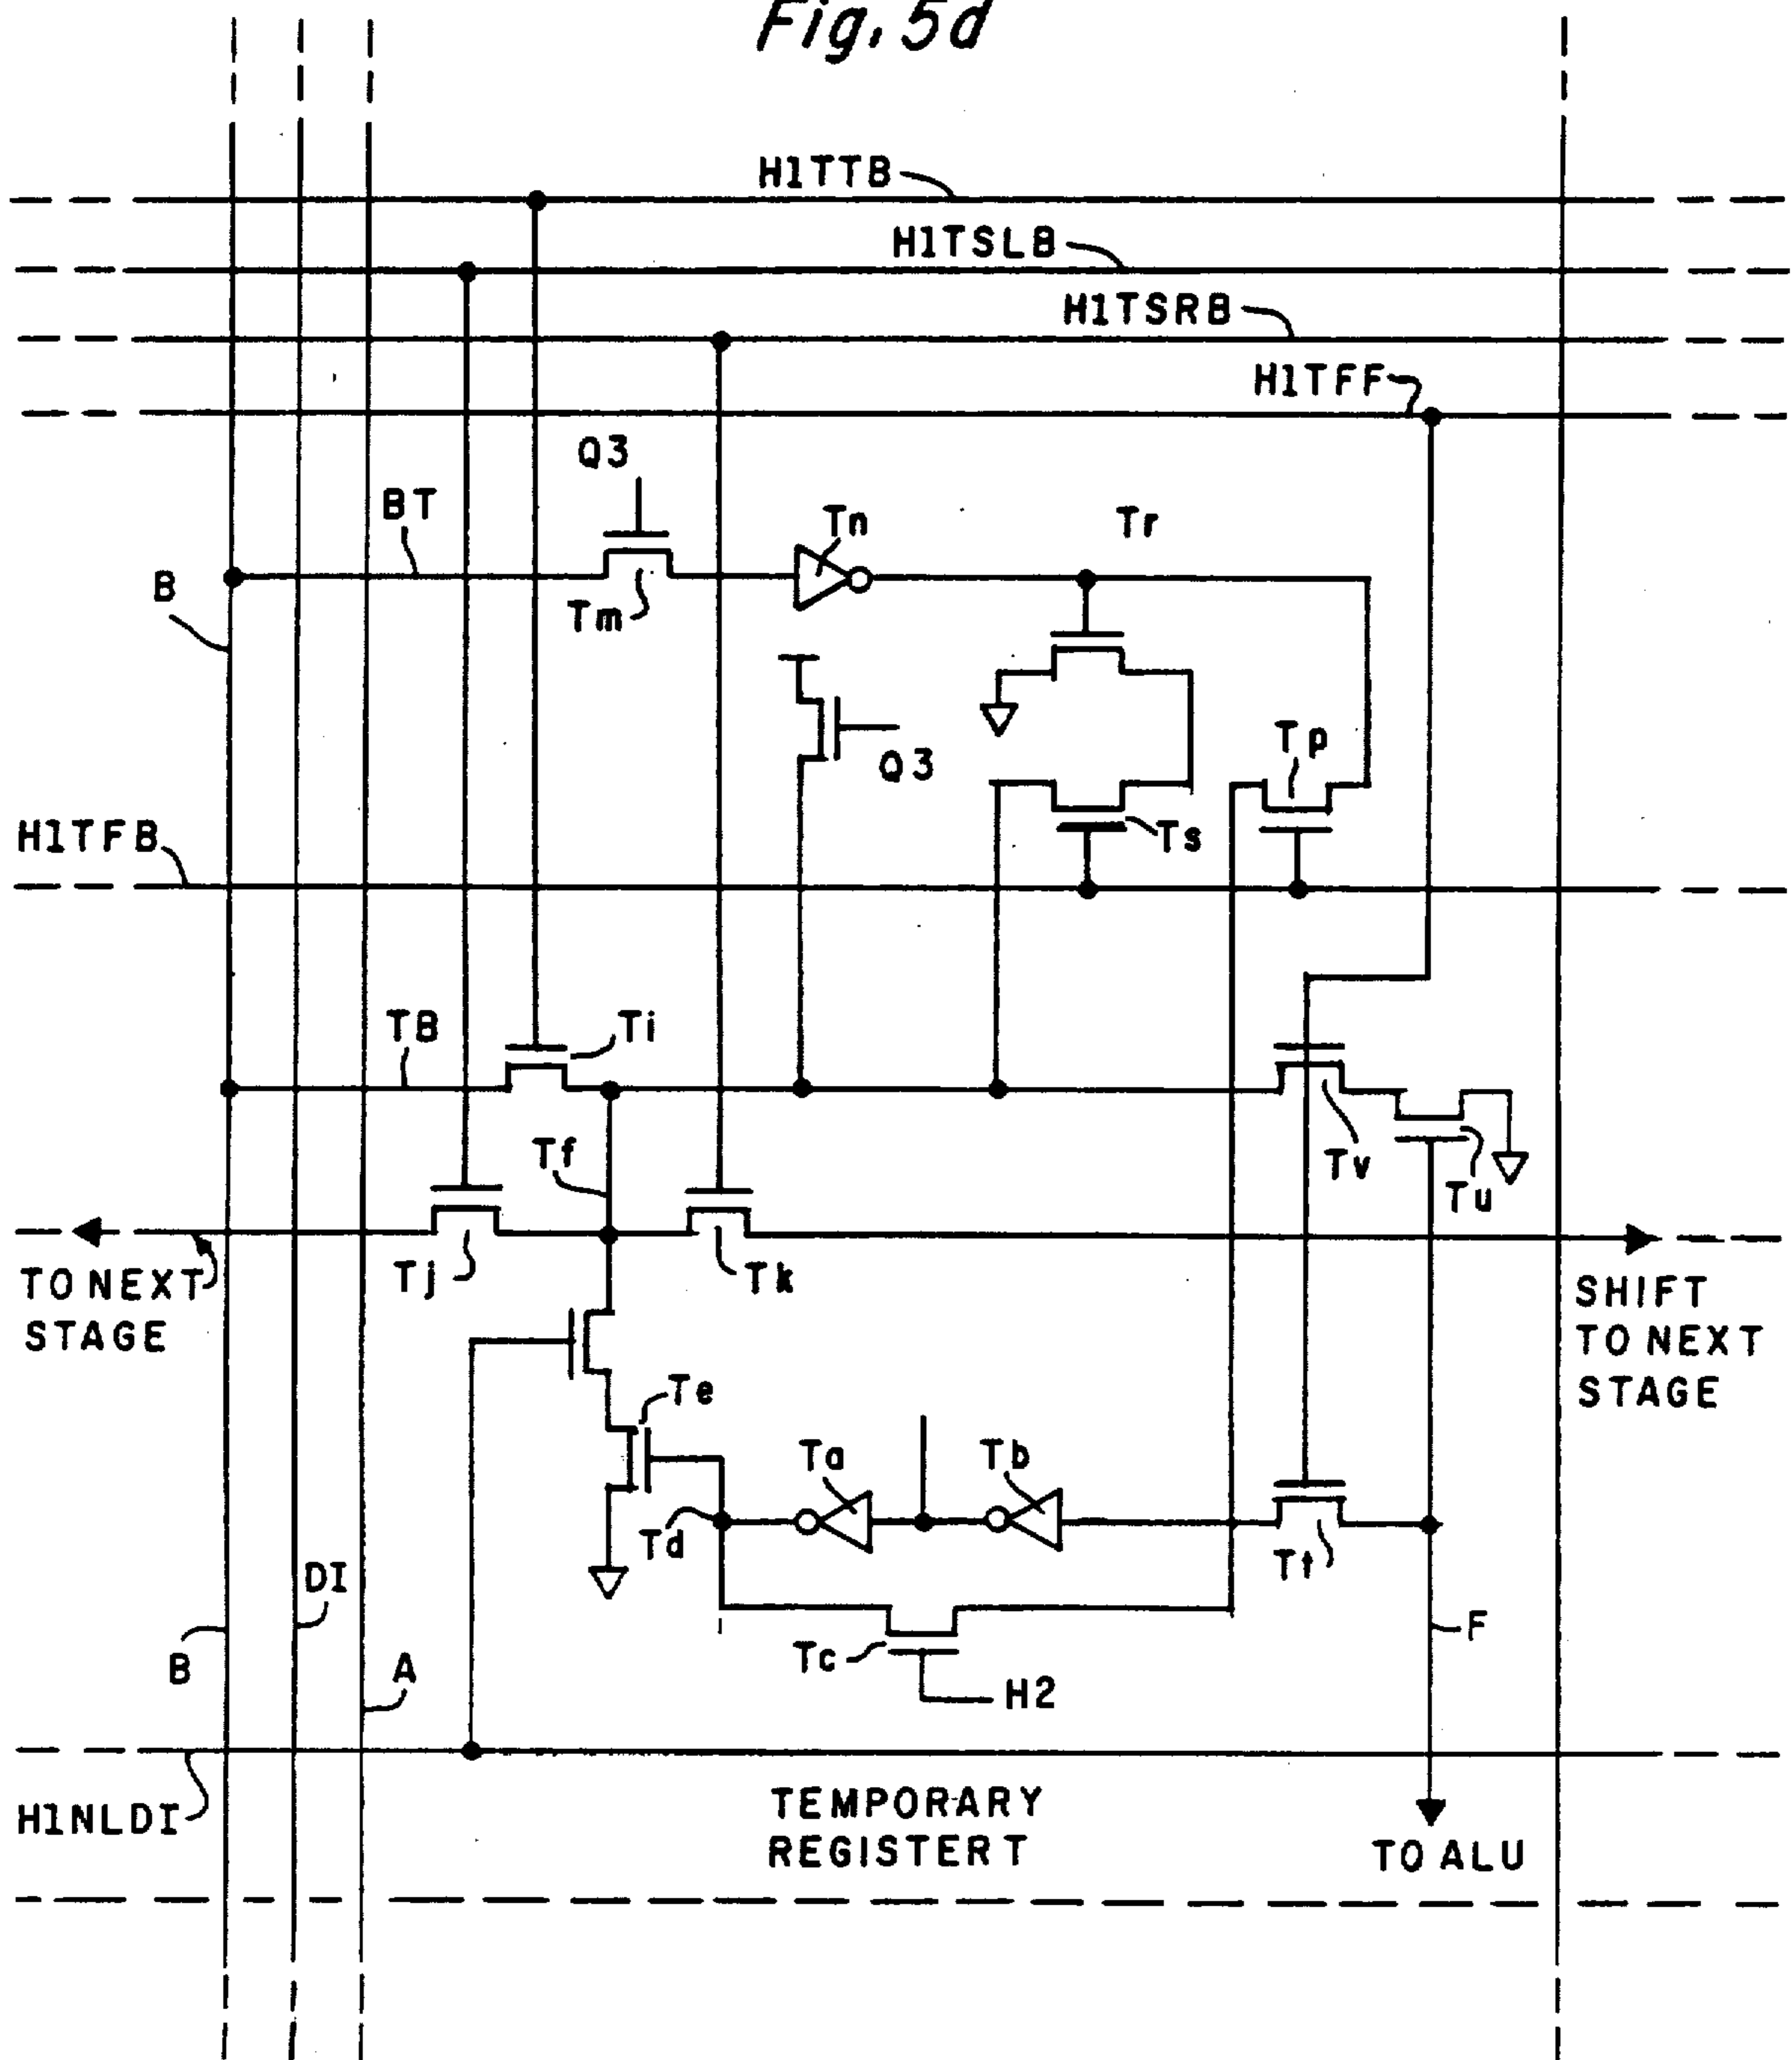 Fig. 5d
H1TTB
H1TSLB
H1TSRB
H1TFF
Q3
BT
Tn
Tr
B
Tm
Tp
Q3
H1TFB
Ts
TB
Ti
Tf
Tv
Tu
TO NEXT
STAGE
Tj
Tk
SHIFT
TO NEXT
STAGE
Te
Ta
Tb
Td
Tt
DI
F
B
A
Tc
H2
H1NLDI
TEMPORARY
REGISTER T
TO ALU